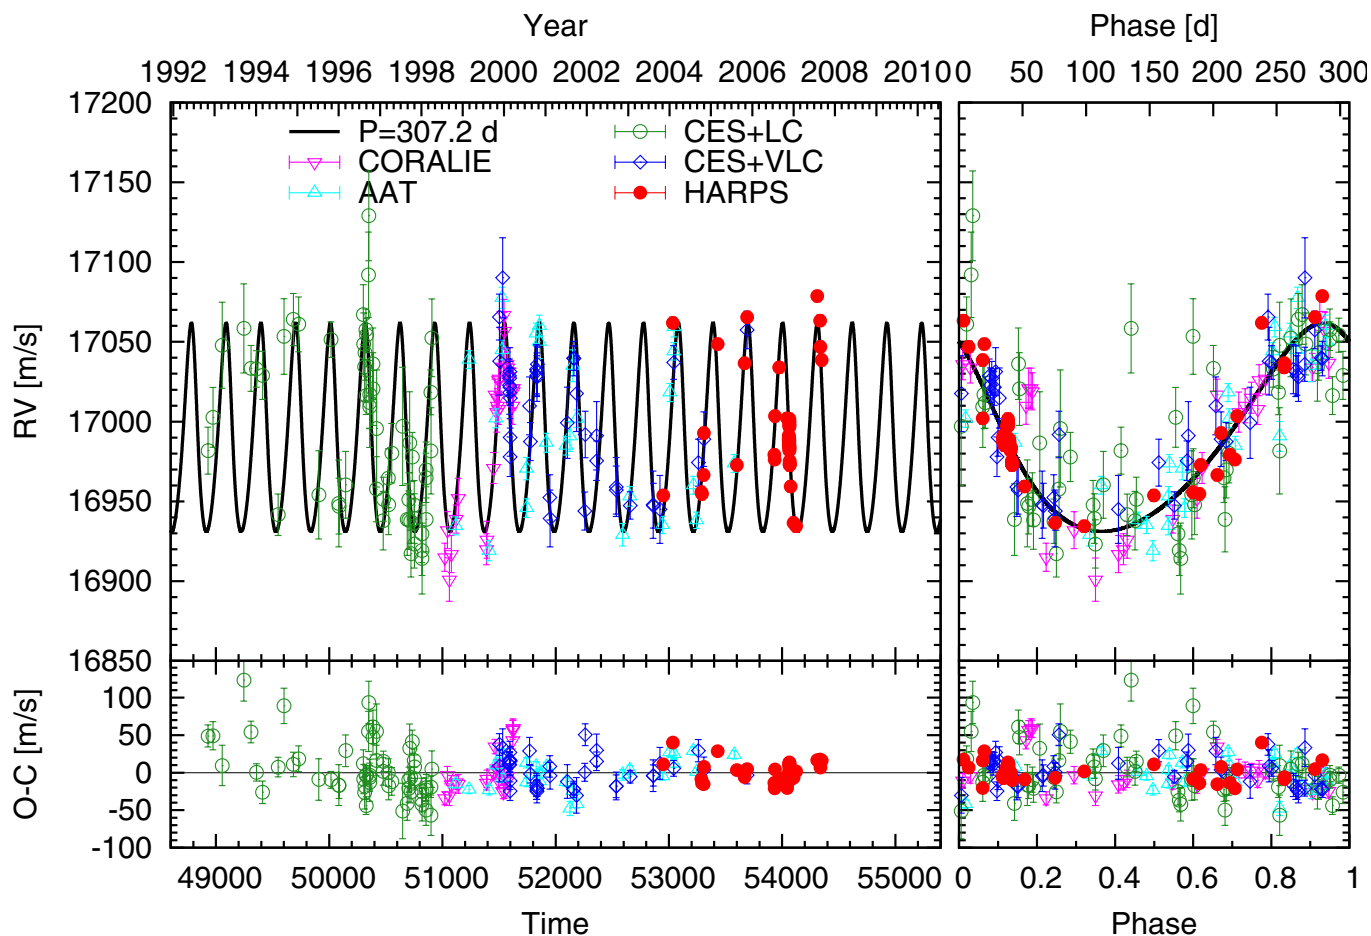 Year Phase [d]
1992 1994 1996 1998 2000 2002 2004 2006 2007 2010 0 50 100 150 200 250 300
17200
17150
17100
17050
17000
16950
16900
16850
RV [m/s]
P=307.2 d
CORALIE
AAT
CES+LC
CES+VLC
HARPS
100
50
0
-50
-100
O-C [m/s]
49000 50000 51000 52000 53000 54000 55000 0 0.2 0.4 0.6 0.8 1
Time Phase